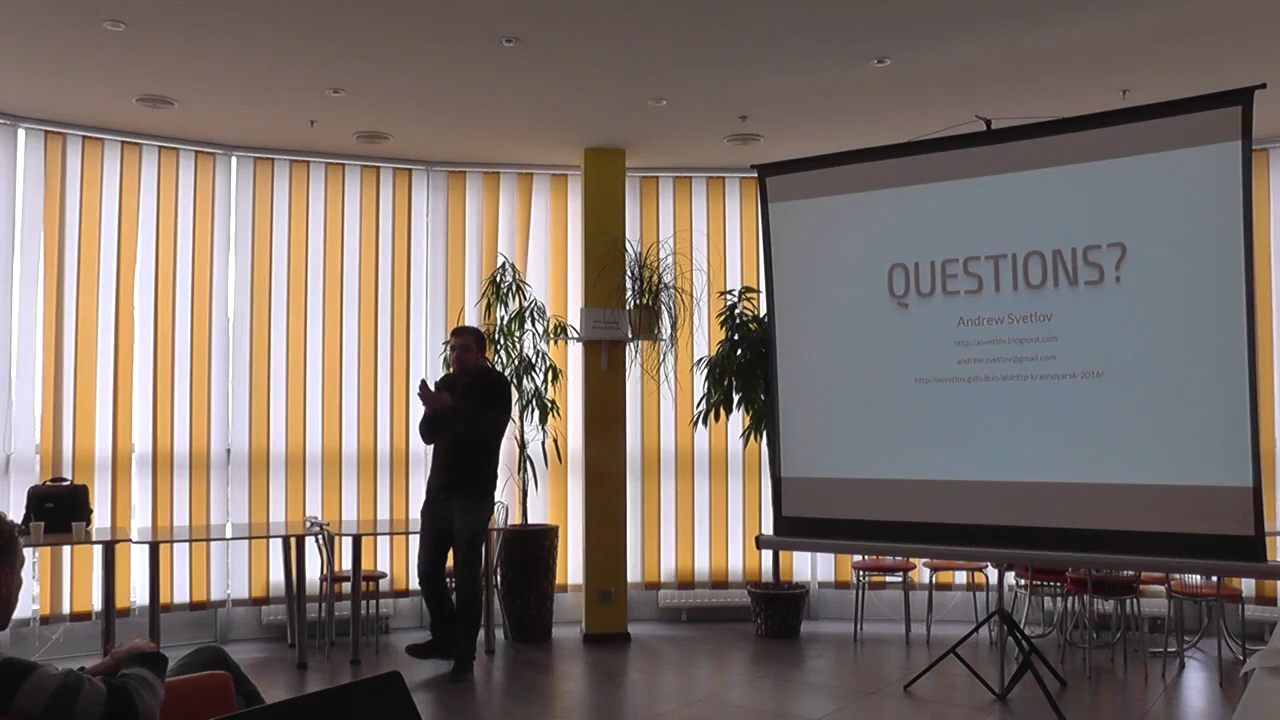 QUESTIONS?
Andrew Svetlov
http://asvetlov.blogspot.com
andrew.svetlov@gmail.com
http://asvetlov.github.io/aiohttp-krasnoyarsk-2016/